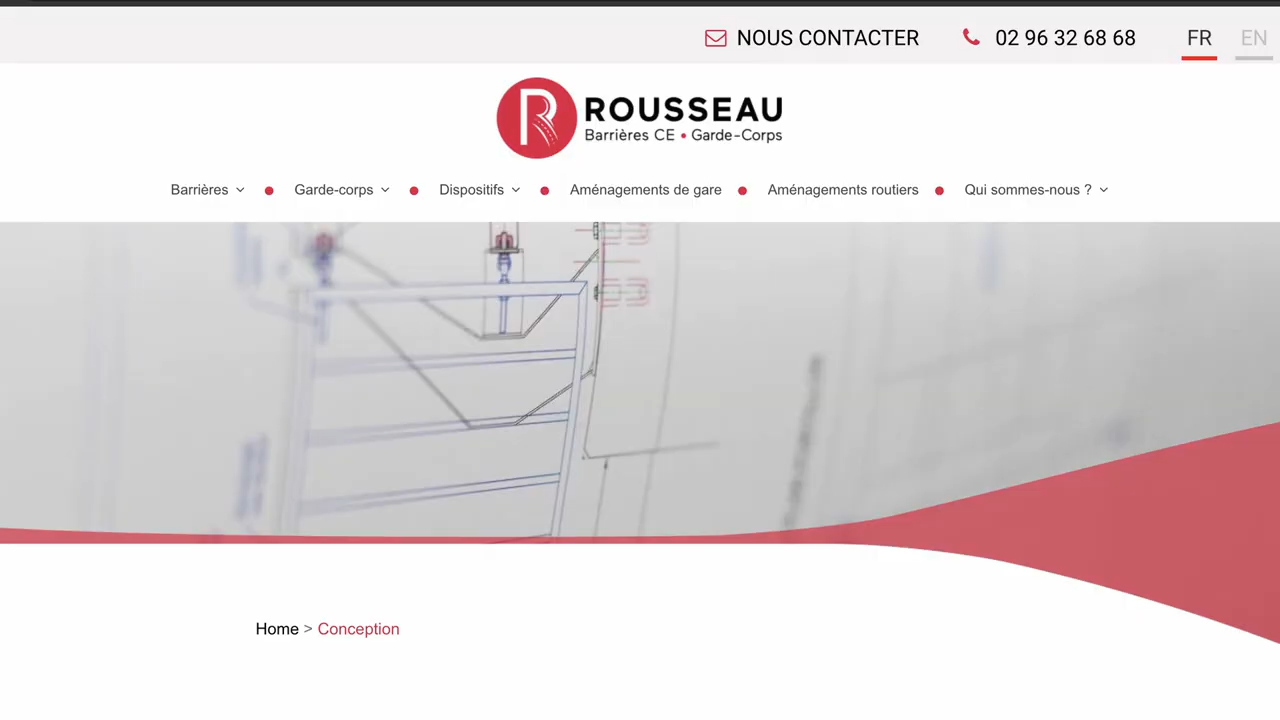 NOUS CONTACTER 02 96 32 68 68 FR EN
ROUSSEAU
Barrières CE • Garde-Corps
Barrières Garde-corps Dispositifs Aménagements de gare Aménagements routiers Qui sommes-nous ?
Home > Conception